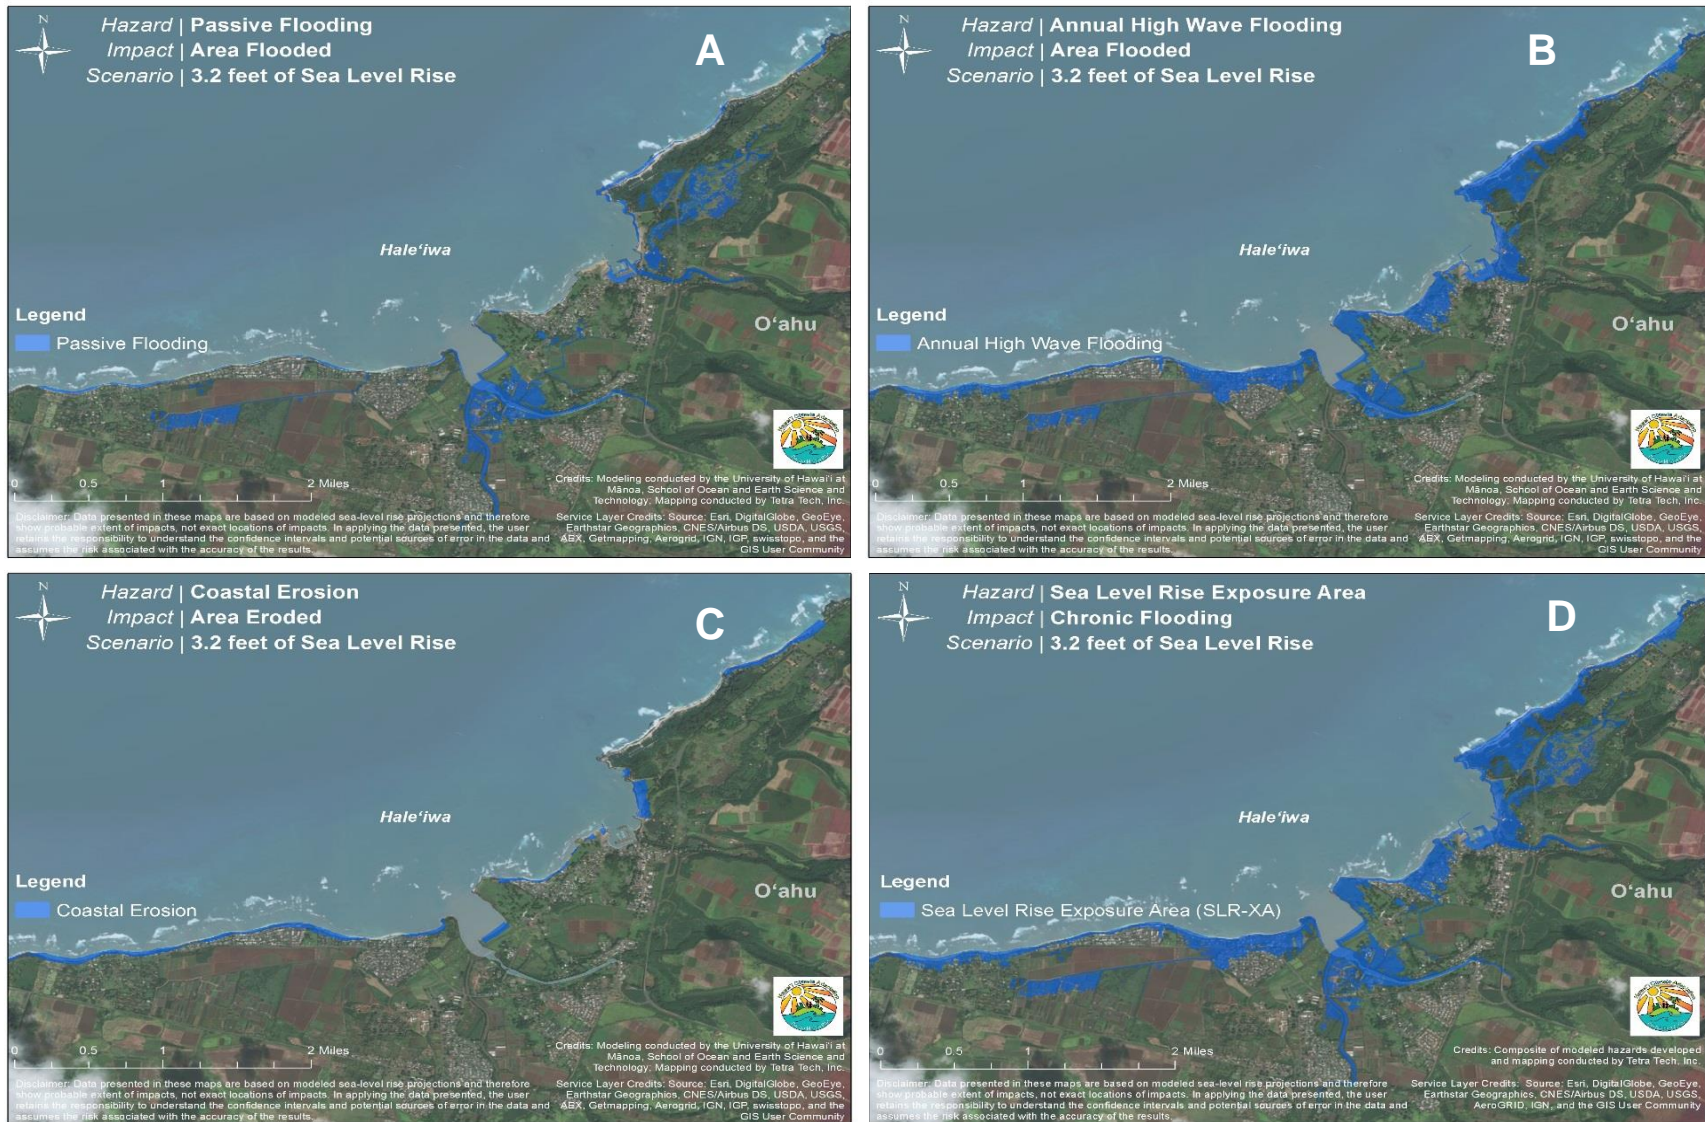 N
Hazard | Passive Flooding
Impact | Area Flooded
Scenario | 3.2 feet of Sea Level Rise
A
Hale‘iwa
Legend
Passive Flooding
O‘ahu
0 0.5 1 2 Miles
Credits: Modeling conducted by the University of Hawai‘i at
Mānoa, School of Ocean and Earth Science and
Technology; Mapping conducted by Tetra Tech, Inc.
Disclaimer: Data presented in these maps are based on modeled sea-level rise projections and therefore
show probable extent of impacts, not exact locations of impacts. In applying the data presented, the user
retains the responsibility to understand the confidence intervals and potential sources of error in the data and
assumes the risk associated with the accuracy of the results.
Service Layer Credits: Source: Esri, DigitalGlobe, GeoEye,
Earthstar Geographics, CNES/Airbus DS, USDA, USGS,
AEX, Getmapping, Aerogrid, IGN, IGP, swisstopo, and the
GIS User Community
N
Hazard | Annual High Wave Flooding
Impact | Area Flooded
Scenario | 3.2 feet of Sea Level Rise
B
Hale‘iwa
Legend
Annual High Wave Flooding
O‘ahu
0 0.5 1 2 Miles
Credits: Modeling conducted by the University of Hawai‘i at
Mānoa, School of Ocean and Earth Science and
Technology; Mapping conducted by Tetra Tech, Inc.
Disclaimer: Data presented in these maps are based on modeled sea-level rise projections and therefore
show probable extent of impacts, not exact locations of impacts. In applying the data presented, the user
retains the responsibility to understand the confidence intervals and potential sources of error in the data and
assumes the risk associated with the accuracy of the results.
Service Layer Credits: Source: Esri, DigitalGlobe, GeoEye,
Earthstar Geographics, CNES/Airbus DS, USDA, USGS,
AEX, Getmapping, Aerogrid, IGN, IGP, swisstopo, and the
GIS User Community
N
Hazard | Coastal Erosion
Impact | Area Eroded
Scenario | 3.2 feet of Sea Level Rise
C
Hale‘iwa
Legend
Coastal Erosion
O‘ahu
0 0.5 1 2 Miles
Credits: Modeling conducted by the University of Hawai‘i at
Mānoa, School of Ocean and Earth Science and
Technology; Mapping conducted by Tetra Tech, Inc.
Disclaimer: Data presented in these maps are based on modeled sea-level rise projections and therefore
show probable extent of impacts, not exact locations of impacts. In applying the data presented, the user
retains the responsibility to understand the confidence intervals and potential sources of error in the data and
assumes the risk associated with the accuracy of the results.
Service Layer Credits: Source: Esri, DigitalGlobe, GeoEye,
Earthstar Geographics, CNES/Airbus DS, USDA, USGS,
AEX, Getmapping, Aerogrid, IGN, IGP, swisstopo, and the
GIS User Community
N
Hazard | Sea Level Rise Exposure Area
Impact | Chronic Flooding
Scenario | 3.2 feet of Sea Level Rise
D
Hale‘iwa
Legend
Sea Level Rise Exposure Area (SLR-XA)
O‘ahu
0 0.5 1 2 Miles
Credits: Composite of modeled hazards developed
and mapping conducted by Tetra Tech, Inc.
Disclaimer: Data presented in these maps are based on modeled sea-level rise projections and therefore
show probable extent of impacts, not exact locations of impacts. In applying the data presented, the user
retains the responsibility to understand the confidence intervals and potential sources of error in the data and
assumes the risk associated with the accuracy of the results.
Service Layer Credits: Source: Esri, DigitalGlobe, GeoEye,
Earthstar Geographics, CNES/Airbus DS, USDA, USGS,
AeroGRID, IGN, and the GIS User Community